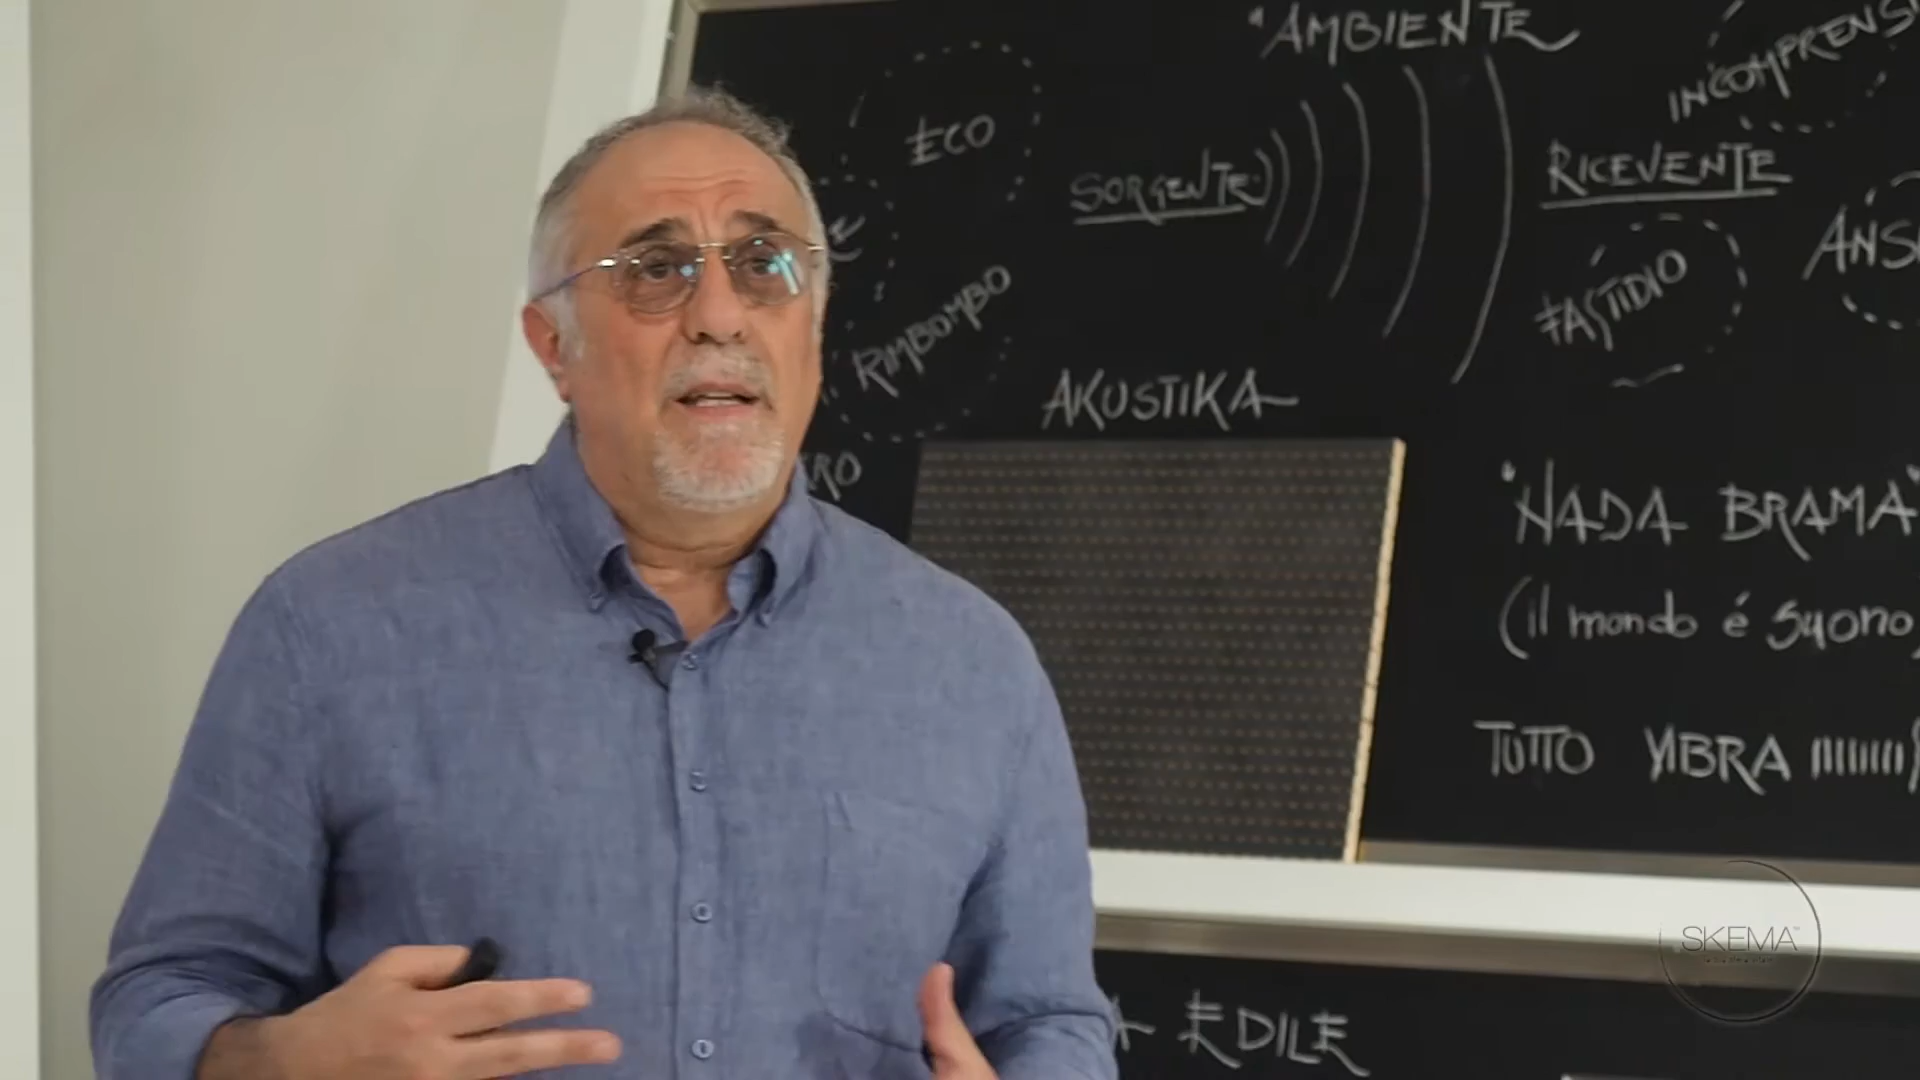 "AMBIENTE
ECO
SORGENTE
RICEVENTE
RIMBOMBO
FASTIDIO
AKUSTIKA
"NADA BRAMA"
(il mondo é suono)
TUTTO VIBRA
SKEMA
EDILE